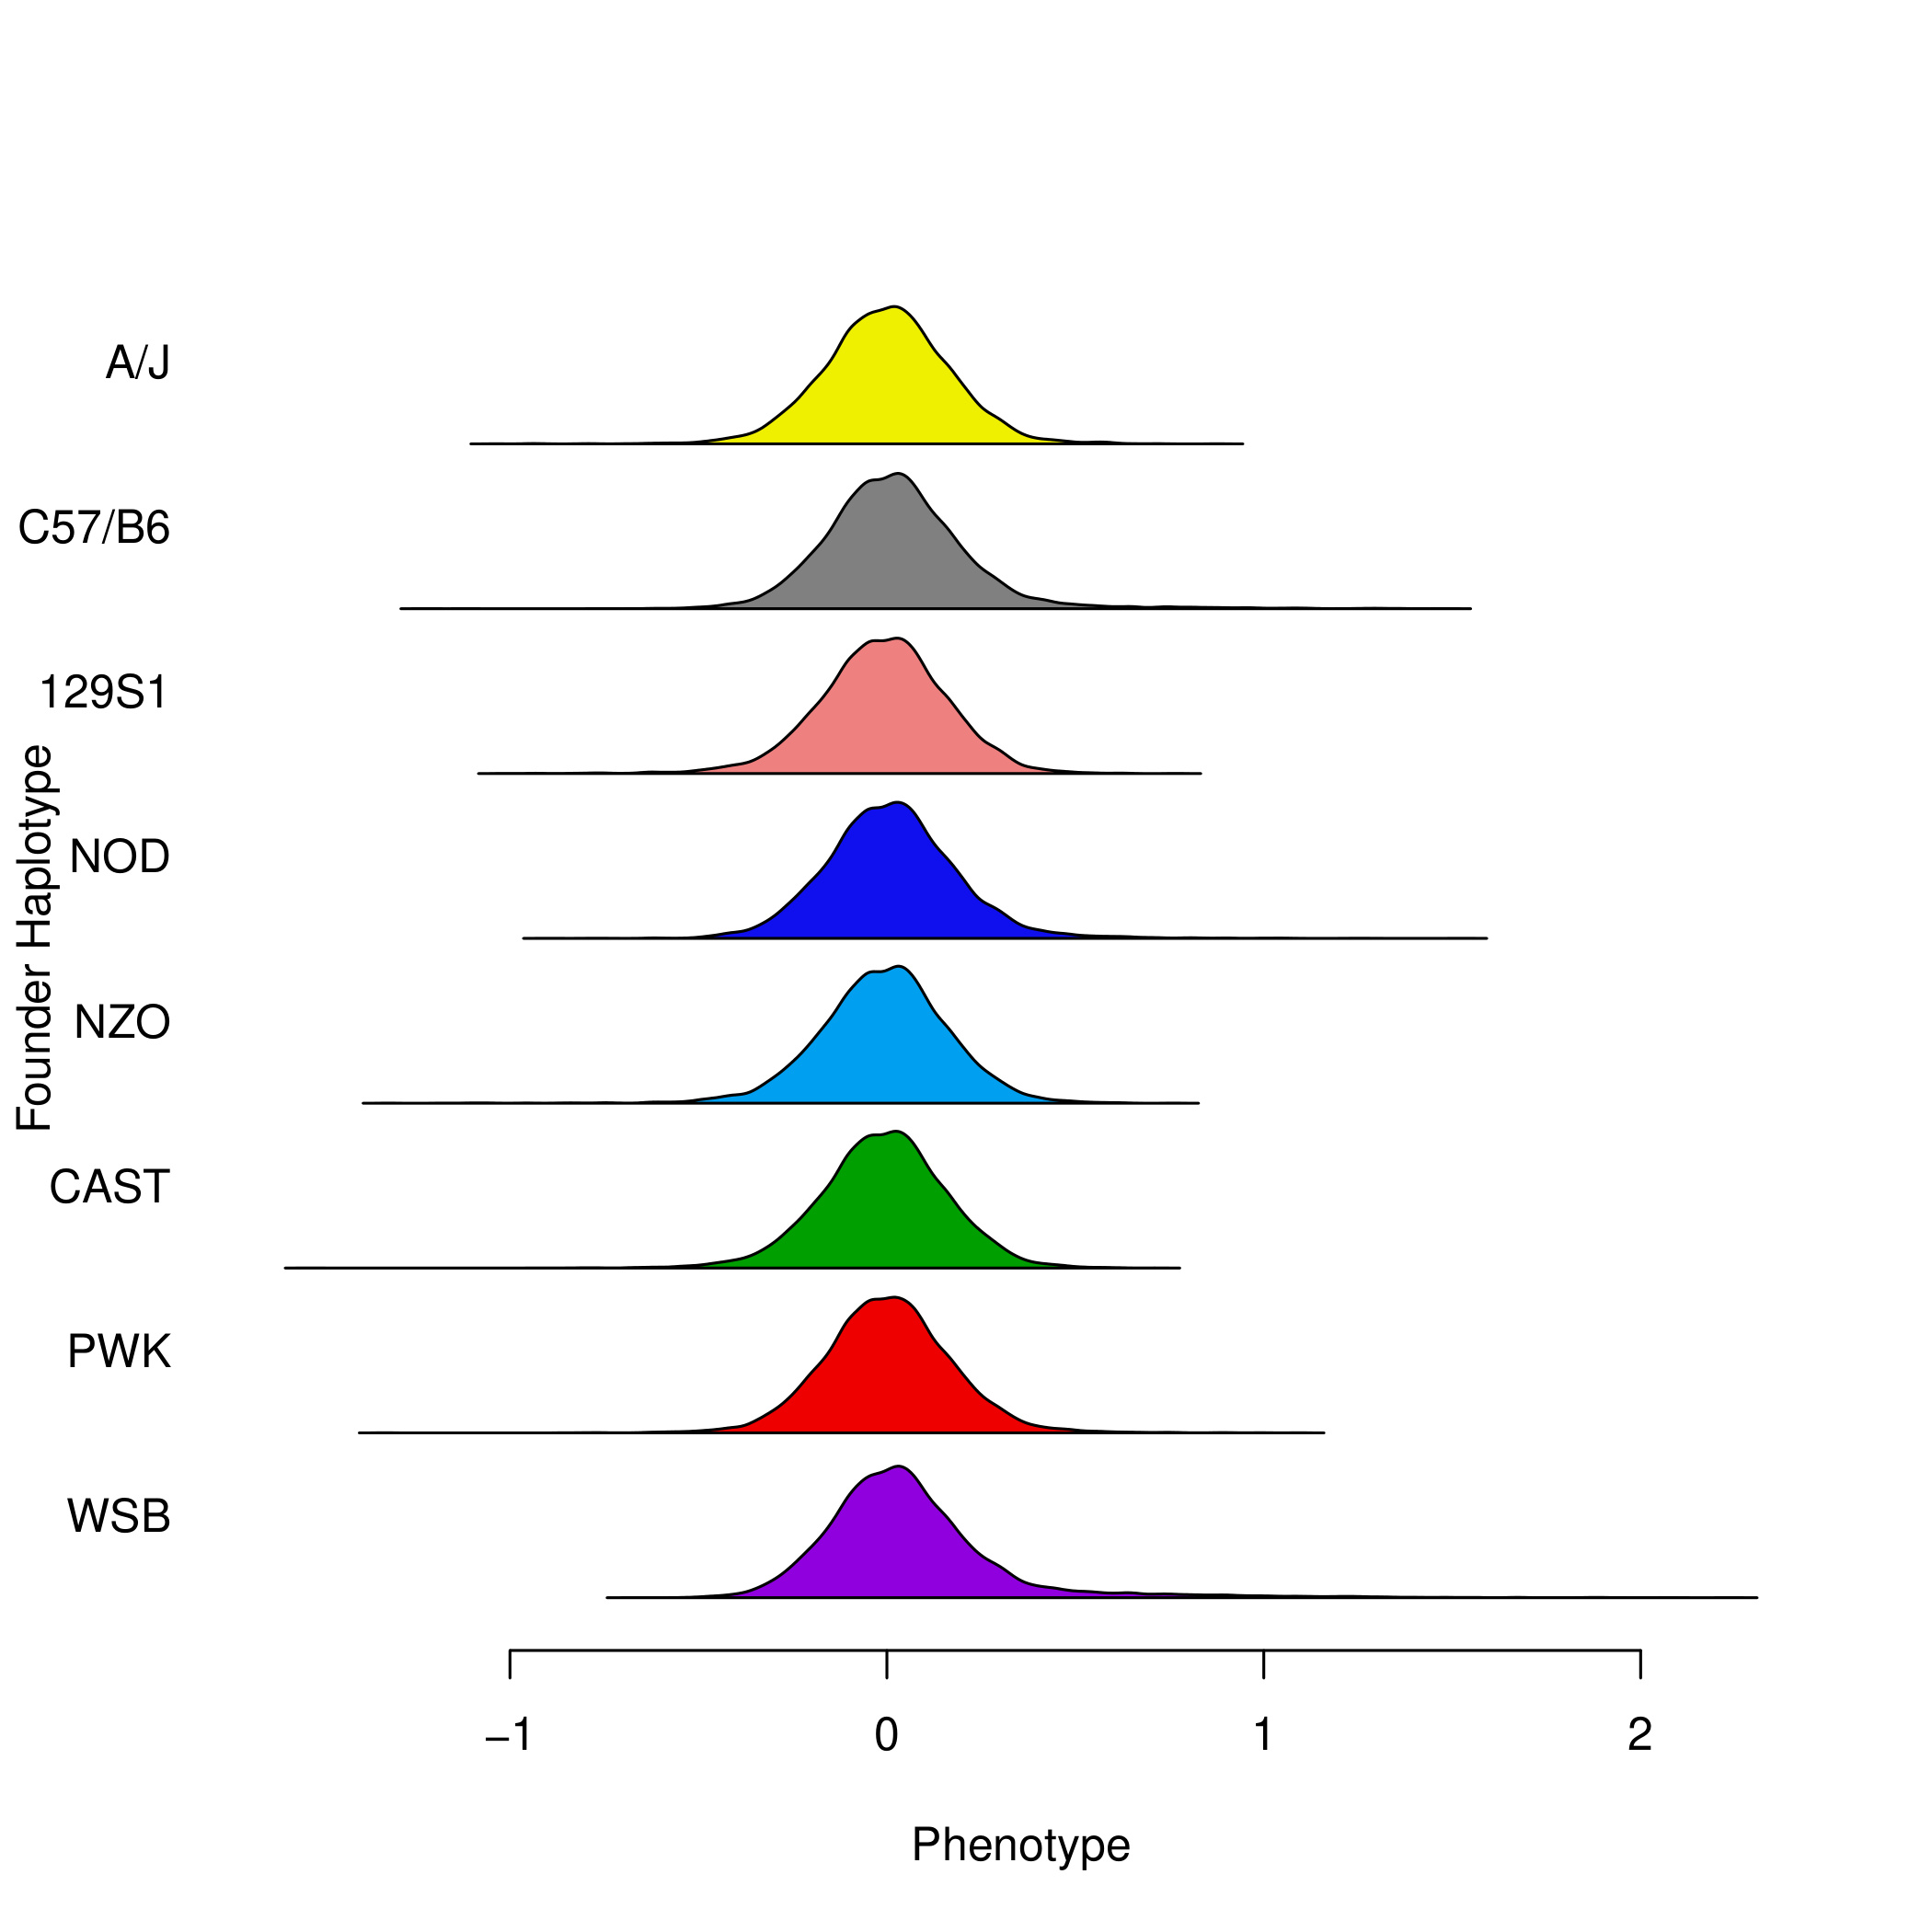 A/J
C57/B6
129S1
NOD
NZO
CAST
PWK
WSB
Founder Haplotype
−1 0 1 2
Phenotype